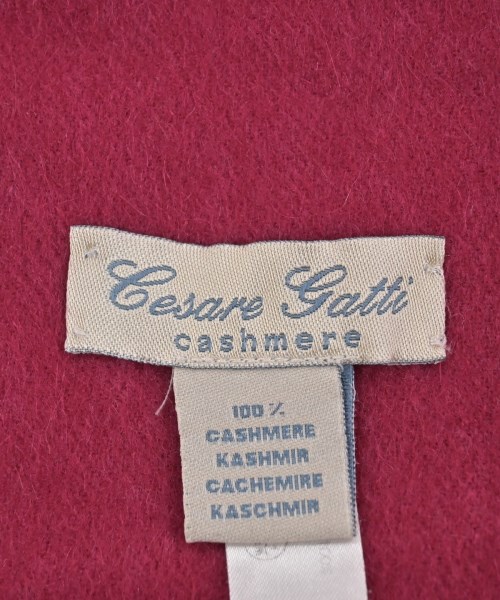 Cesare Gatti
cashmere
100 %
CASHMERE
KASHMIR
CACHEMIRE
KASCHMIR